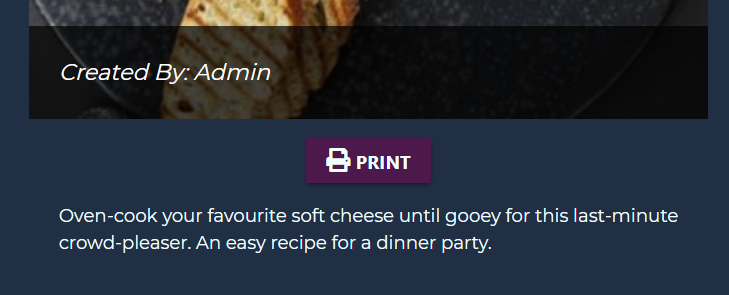 Created By: Admin
PRINT
Oven-cook your favourite soft cheese until gooey for this last-minute
crowd-pleaser. An easy recipe for a dinner party.